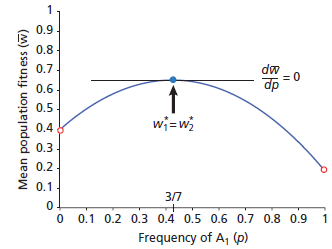 Mean population fitness (w̅)
1
0.9
0.8
0.7
0.6
0.5
0.4
0.3
0.2
0.1
0
dw̅/dp = 0
w₁* = w₂*
3/7
0 0.1 0.2 0.3 0.4 0.5 0.6 0.7 0.8 0.9 1
Frequency of A₁ (p)